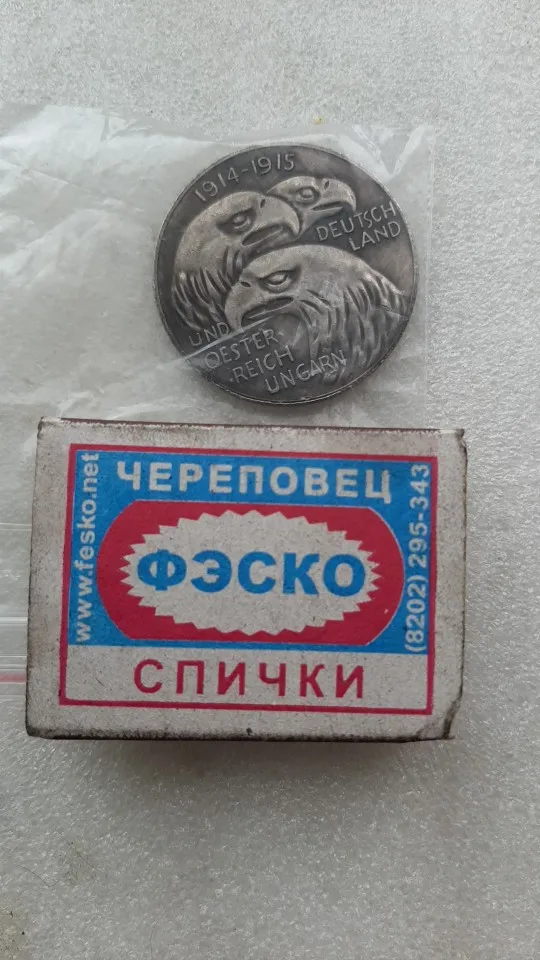 1914-1915
DEUTSCH
LAND
UND
OESTER
REICH
UNGARN
ЧЕРЕПОВЕЦ
www.fesko.net
ФЭСКО
(8202) 295-343
СПИЧКИ